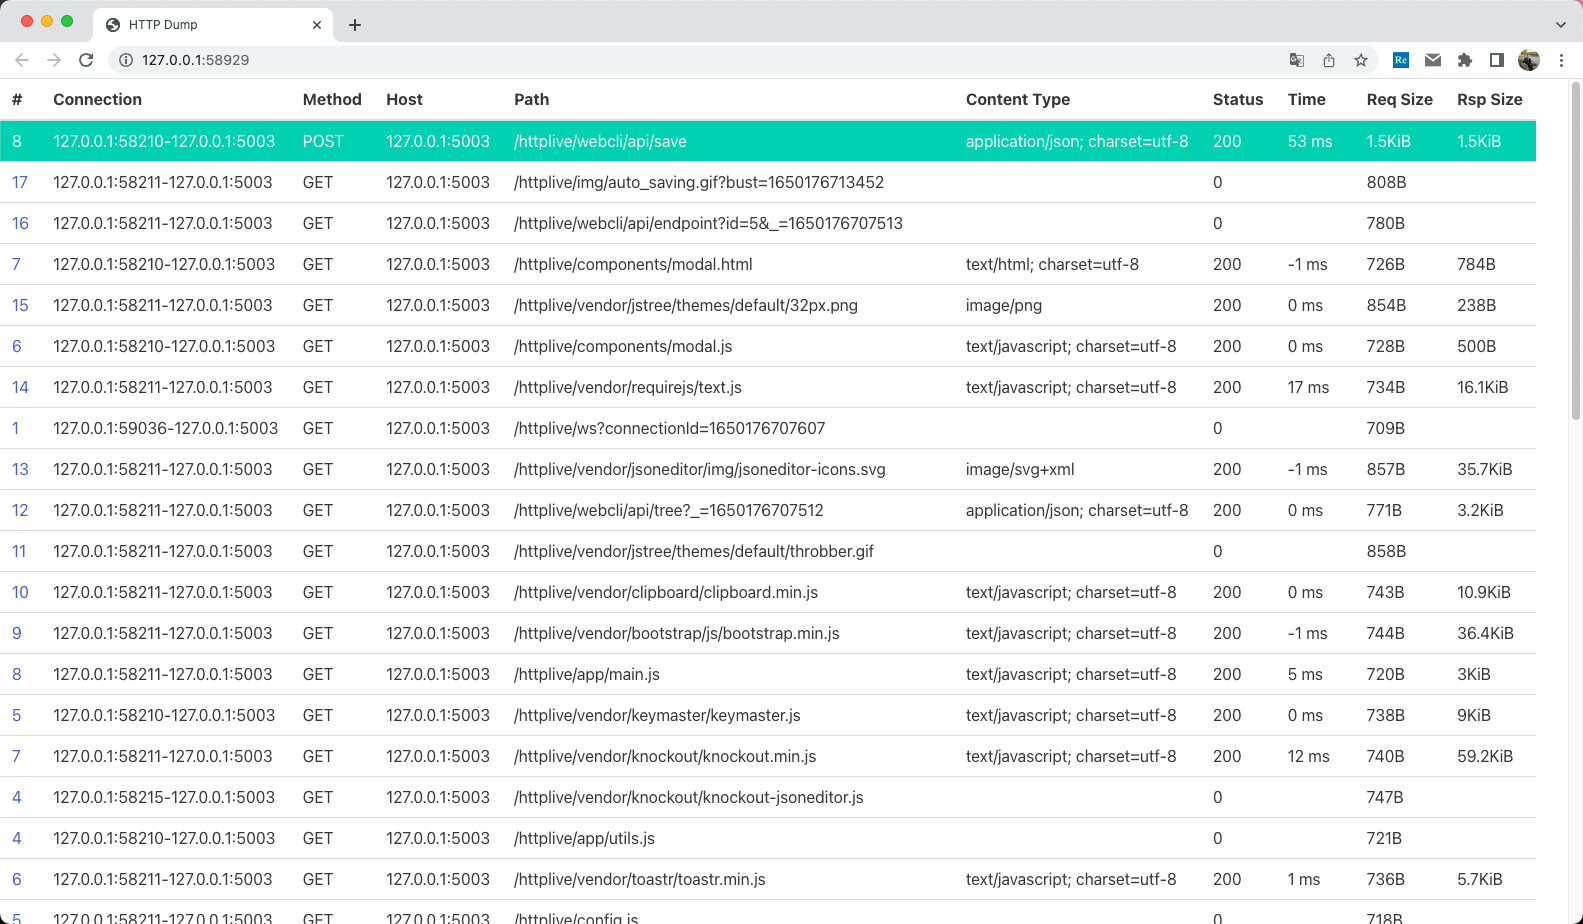 HTTP Dump
127.0.0.1:58929
Re
# Connection Method Host Path Content Type Status Time Req Size Rsp Size
8 127.0.0.1:58210-127.0.0.1:5003 POST 127.0.0.1:5003 /httplive/webcli/api/save application/json; charset=utf-8 200 53 ms 1.5KiB 1.5KiB
17 127.0.0.1:58211-127.0.0.1:5003 GET 127.0.0.1:5003 /httplive/img/auto_saving.gif?bust=1650176713452 0 808B
16 127.0.0.1:58211-127.0.0.1:5003 GET 127.0.0.1:5003 /httplive/webcli/api/endpoint?id=5&_=1650176707513 0 780B
7 127.0.0.1:58210-127.0.0.1:5003 GET 127.0.0.1:5003 /httplive/components/modal.html text/html; charset=utf-8 200 -1 ms 726B 784B
15 127.0.0.1:58211-127.0.0.1:5003 GET 127.0.0.1:5003 /httplive/vendor/jstree/themes/default/32px.png image/png 200 0 ms 854B 238B
6 127.0.0.1:58210-127.0.0.1:5003 GET 127.0.0.1:5003 /httplive/components/modal.js text/javascript; charset=utf-8 200 0 ms 728B 500B
14 127.0.0.1:58211-127.0.0.1:5003 GET 127.0.0.1:5003 /httplive/vendor/requirejs/text.js text/javascript; charset=utf-8 200 17 ms 734B 16.1KiB
1 127.0.0.1:59036-127.0.0.1:5003 GET 127.0.0.1:5003 /httplive/ws?connectionId=1650176707607 0 709B
13 127.0.0.1:58211-127.0.0.1:5003 GET 127.0.0.1:5003 /httplive/vendor/jsoneditor/img/jsoneditor-icons.svg image/svg+xml 200 -1 ms 857B 35.7KiB
12 127.0.0.1:58211-127.0.0.1:5003 GET 127.0.0.1:5003 /httplive/webcli/api/tree?_=1650176707512 application/json; charset=utf-8 200 0 ms 771B 3.2KiB
11 127.0.0.1:58211-127.0.0.1:5003 GET 127.0.0.1:5003 /httplive/vendor/jstree/themes/default/throbber.gif 0 858B
10 127.0.0.1:58211-127.0.0.1:5003 GET 127.0.0.1:5003 /httplive/vendor/clipboard/clipboard.min.js text/javascript; charset=utf-8 200 0 ms 743B 10.9KiB
9 127.0.0.1:58211-127.0.0.1:5003 GET 127.0.0.1:5003 /httplive/vendor/bootstrap/js/bootstrap.min.js text/javascript; charset=utf-8 200 -1 ms 744B 36.4KiB
8 127.0.0.1:58211-127.0.0.1:5003 GET 127.0.0.1:5003 /httplive/app/main.js text/javascript; charset=utf-8 200 5 ms 720B 3KiB
5 127.0.0.1:58210-127.0.0.1:5003 GET 127.0.0.1:5003 /httplive/vendor/keymaster/keymaster.js text/javascript; charset=utf-8 200 0 ms 738B 9KiB
7 127.0.0.1:58211-127.0.0.1:5003 GET 127.0.0.1:5003 /httplive/vendor/knockout/knockout.min.js text/javascript; charset=utf-8 200 12 ms 740B 59.2KiB
4 127.0.0.1:58215-127.0.0.1:5003 GET 127.0.0.1:5003 /httplive/vendor/knockout/knockout-jsoneditor.js 0 747B
4 127.0.0.1:58210-127.0.0.1:5003 GET 127.0.0.1:5003 /httplive/app/utils.js 0 721B
6 127.0.0.1:58211-127.0.0.1:5003 GET 127.0.0.1:5003 /httplive/vendor/toastr/toastr.min.js text/javascript; charset=utf-8 200 1 ms 736B 5.7KiB
5 127.0.0.1:58211-127.0.0.1:5003 GET 127.0.0.1:5003 /httplive/config.js 0 718B